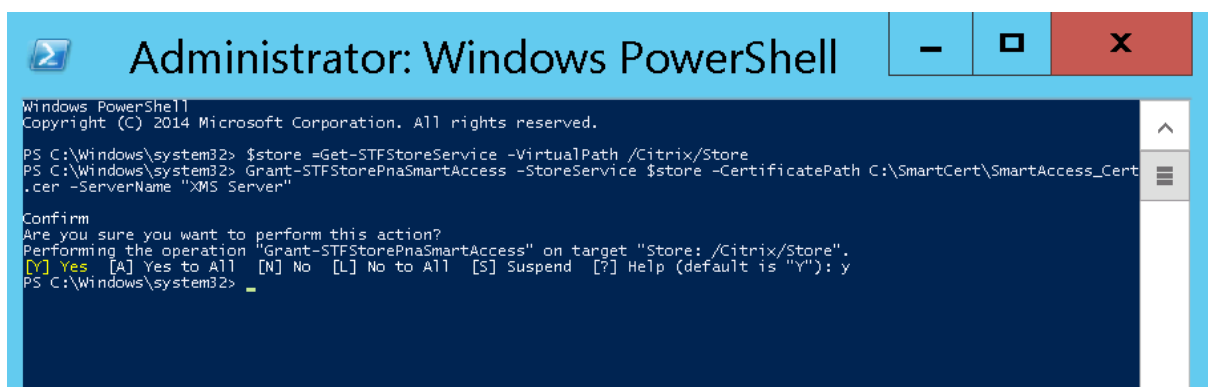 Administrator: Windows PowerShell
Windows PowerShell
Copyright (C) 2014 Microsoft Corporation. All rights reserved.
PS C:\Windows\system32> $store =Get-STFStoreService -VirtualPath /Citrix/Store
PS C:\Windows\system32> Grant-STFStorePnaSmartAccess -StoreService $store -CertificatePath C:\SmartCert\SmartAccess_Cert
.cer -ServerName "XMS Server"
Confirm
Are you sure you want to perform this action?
Performing the operation "Grant-STFStorePnaSmartAccess" on target "Store: /Citrix/Store".
[Y] Yes  [A] Yes to All  [N] No  [L] No to All  [S] Suspend  [?] Help (default is "Y"): y
PS C:\Windows\system32> _